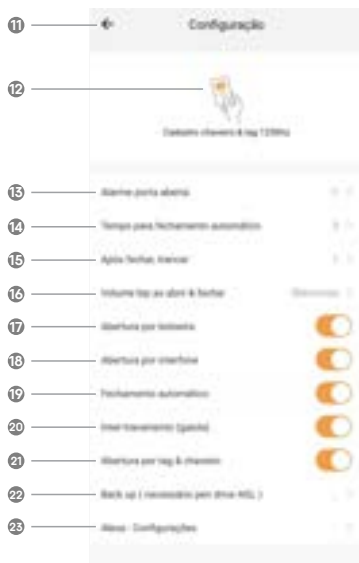 11 Configuração
12
Cadastro chaveiro & tag 125Khz
13 Alarme porta aberta
14 Tempo para fechamento automático
15 Após fechar, trancar
16 Volume bip ao abrir & fechar
17 Abertura por botoeira
18 Abertura por interfone
19 Fechamento automático
20 Inter-travamento (gaiola)
21 Abertura por tag & chaveiro
22 Back up ( necessário pen drive AGL )
23 Alexa - Configurações